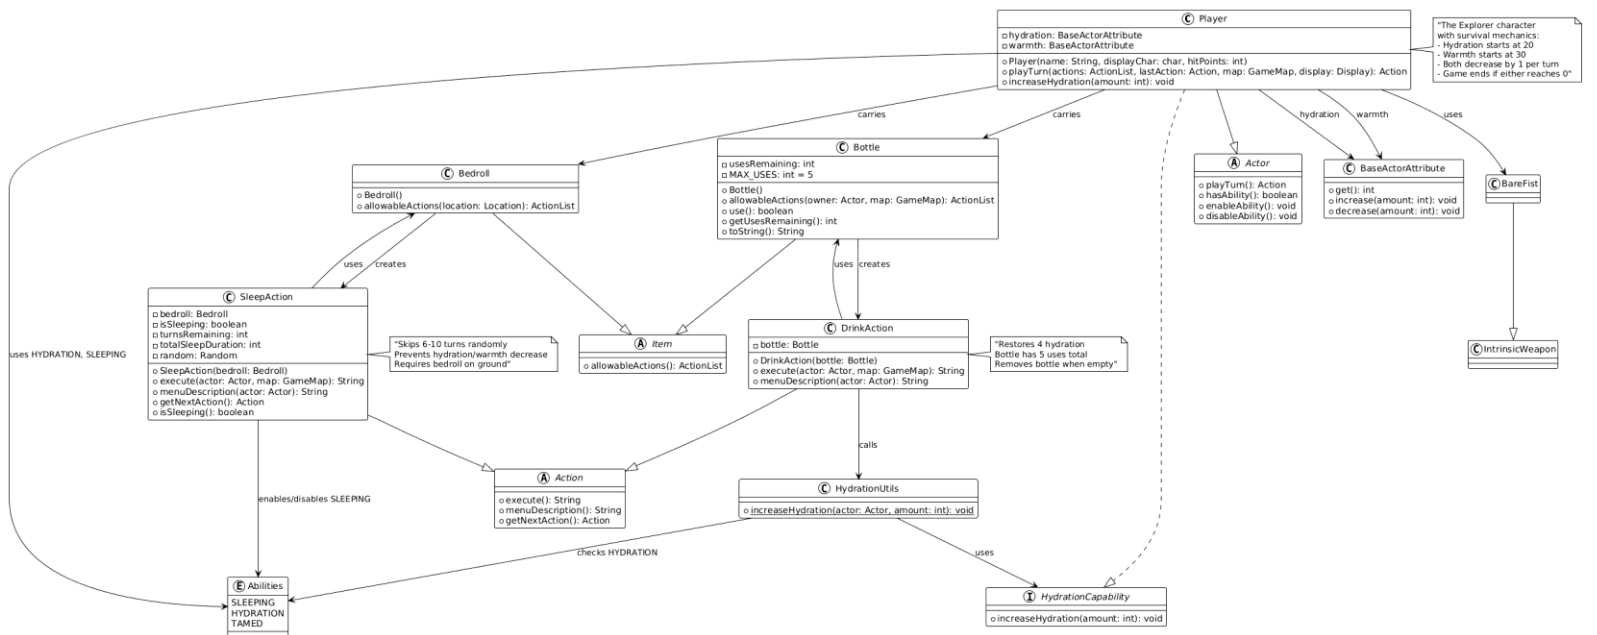 C Player
hydration: BaseActorAttribute
warmth: BaseActorAttribute
Player(name: String, displayChar: char, hitPoints: int)
playTurn(actions: ActionList, lastAction: Action, map: GameMap, display: Display): Action
increaseHydration(amount: int): void
"The Explorer character
with survival mechanics:
- Hydration starts at 20
- Warmth starts at 30
- Both decrease by 1 per turn
- Game ends if either reaches 0"
carries
carries
hydration
warmth
uses
C Bedroll
Bedroll()
allowableActions(location: Location): ActionList
C Bottle
usesRemaining: int
MAX_USES: int = 5
Bottle()
allowableActions(owner: Actor, map: GameMap): ActionList
use(): boolean
getUsesRemaining(): int
toString(): String
A Actor
playTurn(): Action
hasAbility(): boolean
enableAbility(): void
disableAbility(): void
C BaseActorAttribute
get(): int
increase(amount: int): void
decrease(amount: int): void
C BareFist
uses
creates
uses
creates
C SleepAction
bedroll: Bedroll
isSleeping: boolean
turnsRemaining: int
totalSleepDuration: int
random: Random
SleepAction(bedroll: Bedroll)
execute(actor: Actor, map: GameMap): String
menuDescription(actor: Actor): String
getNextAction(): Action
isSleeping(): boolean
"Skips 6-10 turns randomly
Prevents hydration/warmth decrease
Requires bedroll on ground"
A Item
allowableActions(): ActionList
C DrinkAction
bottle: Bottle
DrinkAction(bottle: Bottle)
execute(actor: Actor, map: GameMap): String
menuDescription(actor: Actor): String
"Restores 4 hydration
Bottle has 5 uses total
Removes bottle when empty"
C IntrinsicWeapon
uses HYDRATION, SLEEPING
calls
enables/disables SLEEPING
A Action
execute(): String
menuDescription(): String
getNextAction(): Action
C HydrationUtils
increaseHydration(actor: Actor, amount: int): void
checks HYDRATION
uses
E Abilities
SLEEPING
HYDRATION
TAMED
I HydrationCapability
increaseHydration(amount: int): void